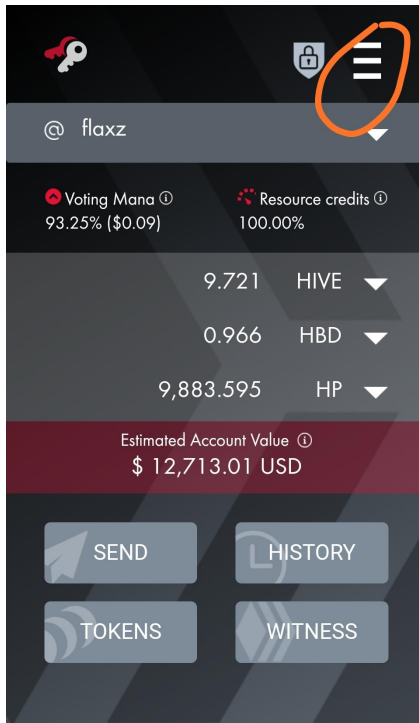 @ flaxz
Voting Mana
93.25% ($0.09)
Resource credits
100.00%
9.721 HIVE
0.966 HBD
9,883.595 HP
Estimated Account Value
$ 12,713.01 USD
SEND
HISTORY
TOKENS
WITNESS